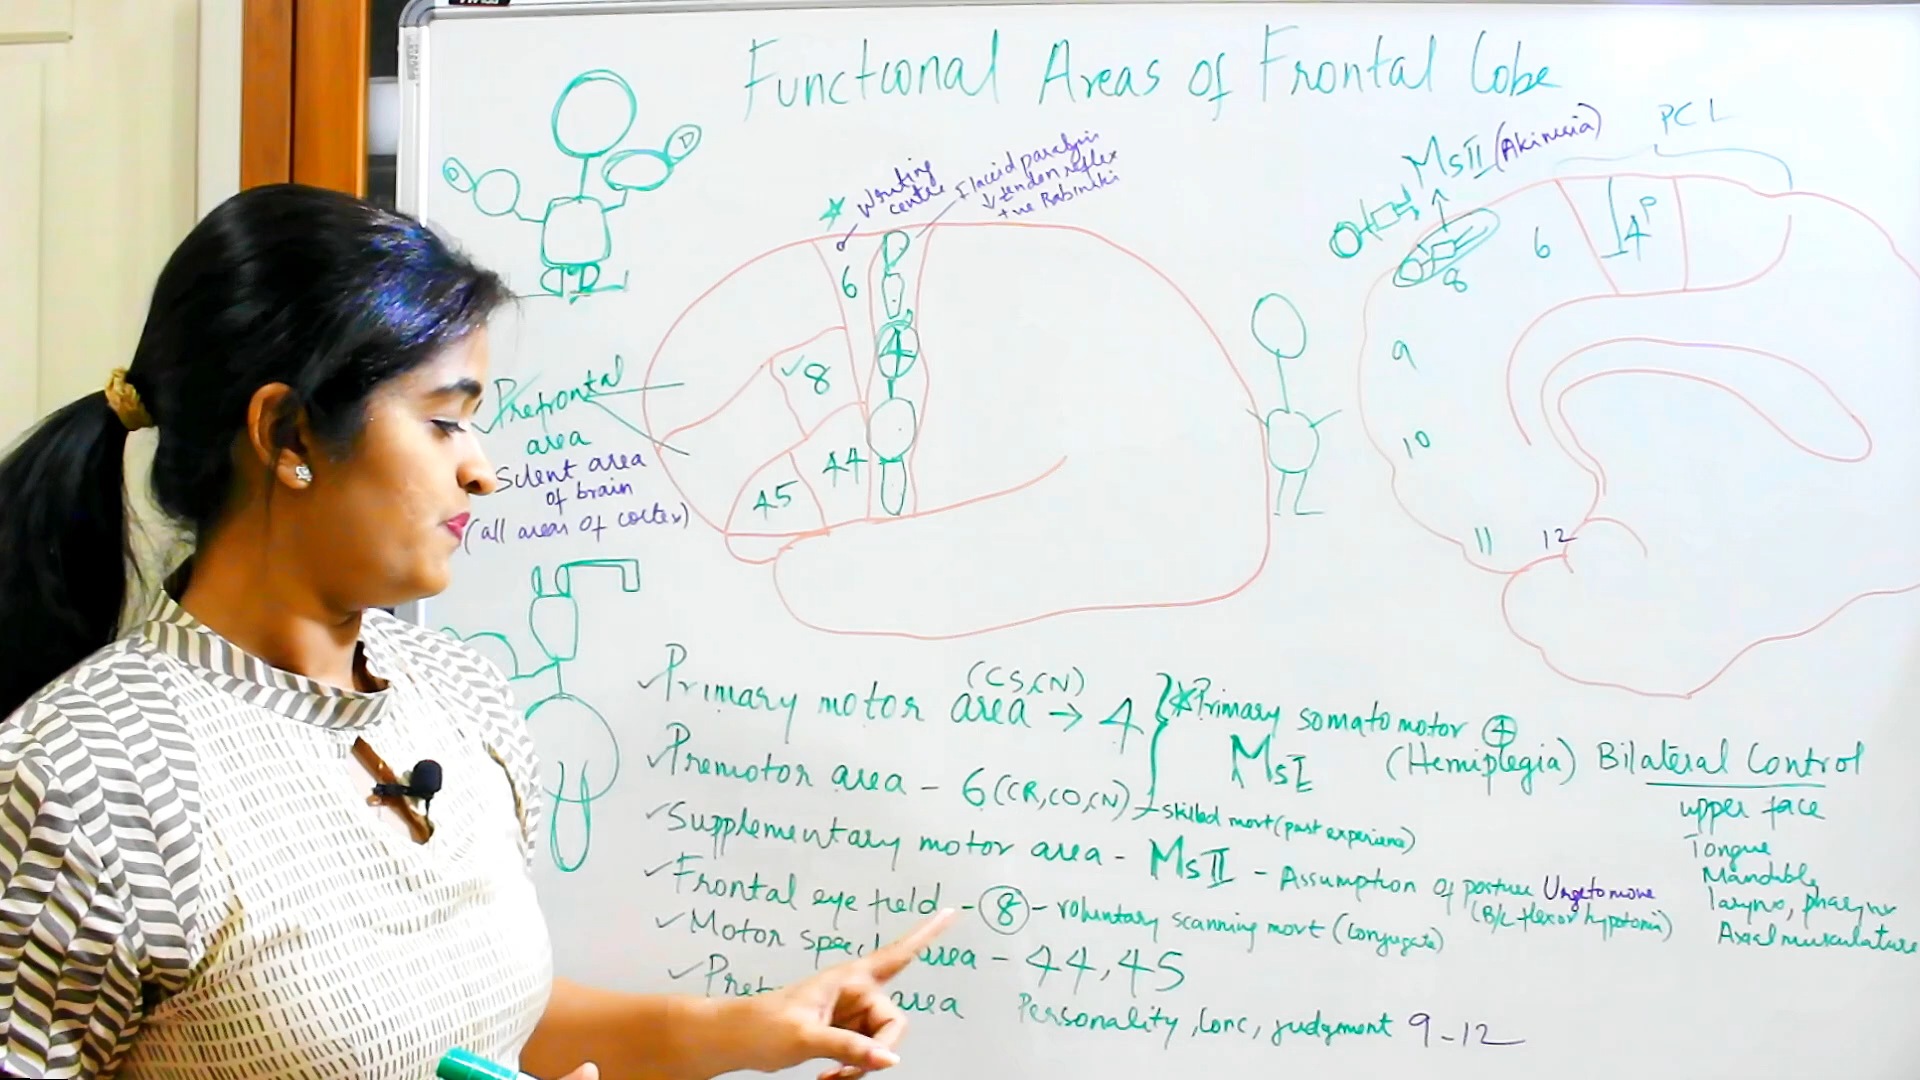 Functional Areas of Frontal Lobe
D
D
D
★ Writing centre
Flaccid paralysis
↓ tendon reflex
+ve Babinski
6
4
✓8
44
45
Prefrontal
area
Silent area
of brain
(all areas of cortex)
MsII (Akinesia)
PCL
4
6
8
9
10
11
12
✓Primary motor area (CS,CN) → 4
★Primary somatomotor 4
MsI
(Hemiplegia)
Bilateral Control
upper face
Tongue
Mandible
larynx, pharynx
Axial musculature
✓Premotor area - 6 (CR,CO,CN) → skilled movt (past experience)
✓Supplementary motor area - MsII - Assumption of posture Urge to move
(B/L flexor hypotonia)
✓Frontal eye field - 8 - voluntary scanning movt (conjugate)
✓Motor speech area - 44, 45
✓ area Personality, Conc, judgment 9-12